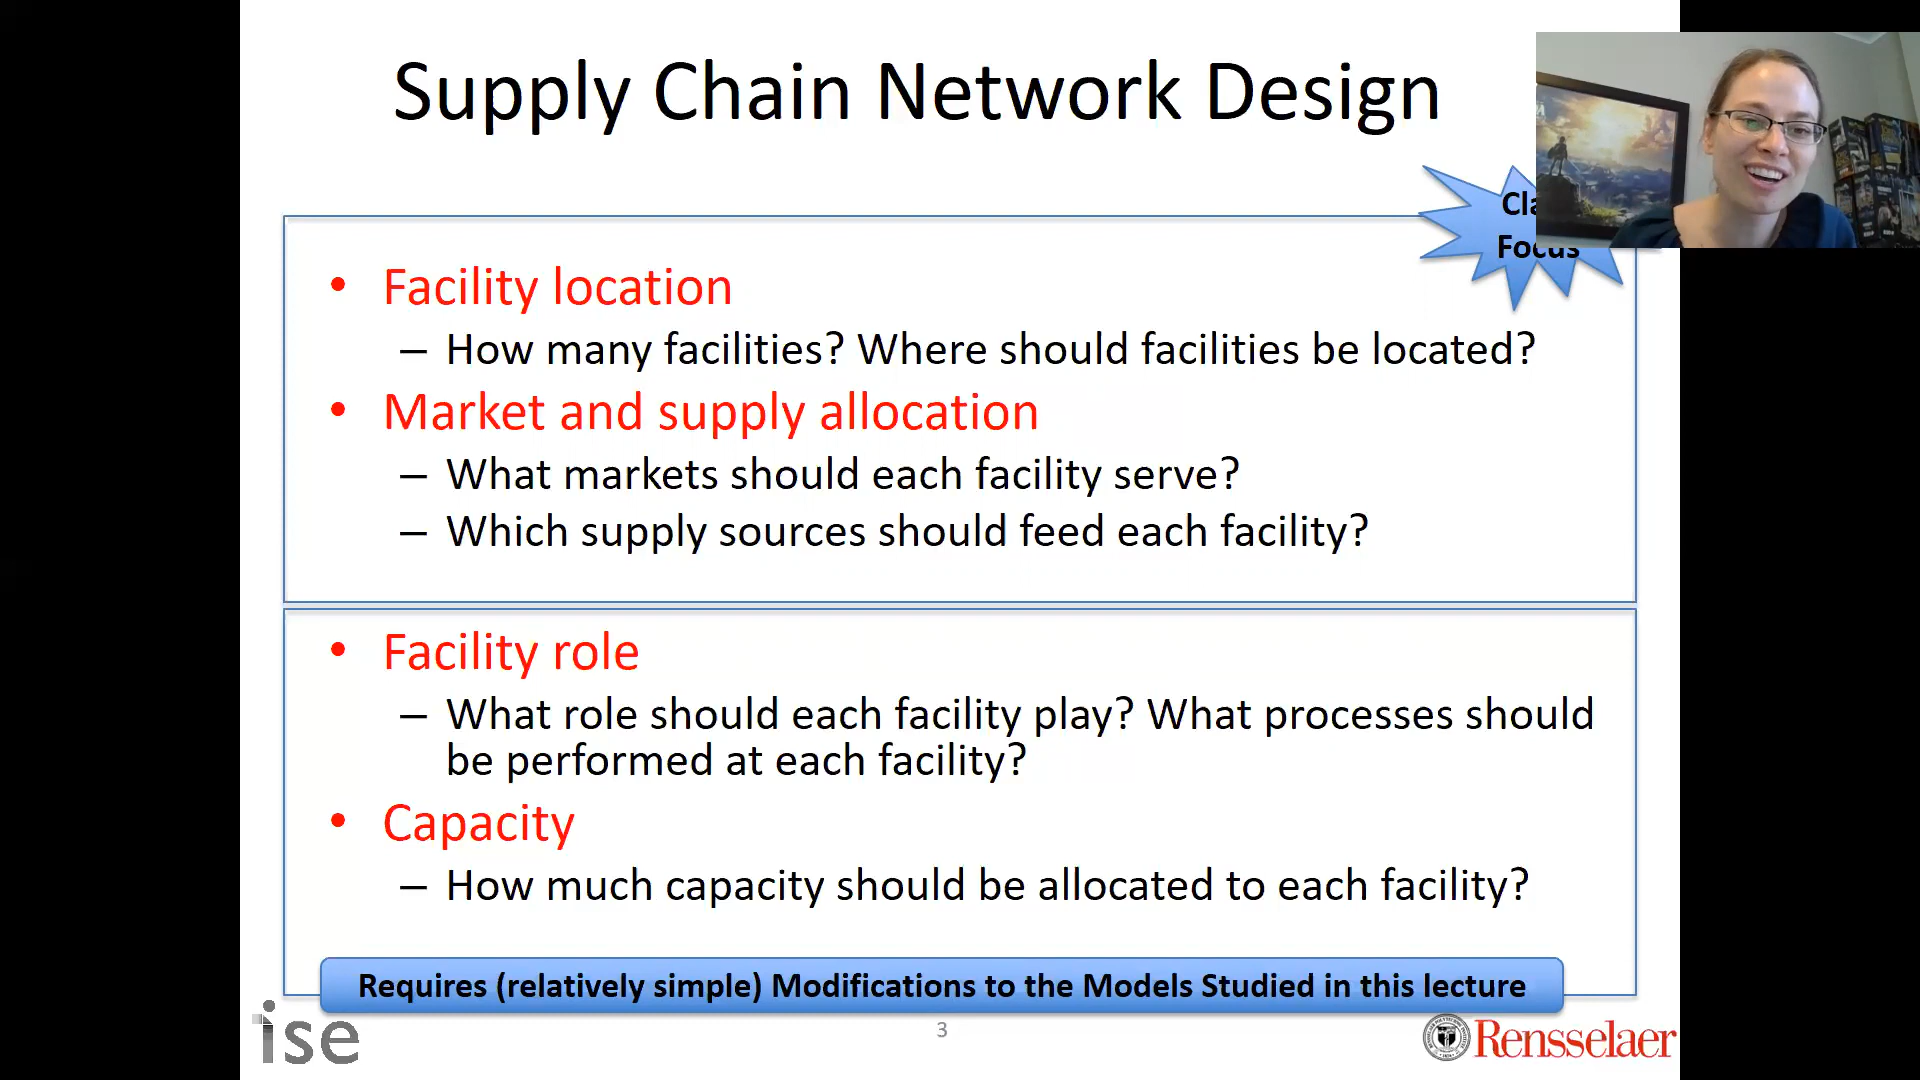 Supply Chain Network Design
Focus
• Facility location
– How many facilities? Where should facilities be located?
• Market and supply allocation
– What markets should each facility serve?
– Which supply sources should feed each facility?
• Facility role
– What role should each facility play? What processes should
be performed at each facility?
• Capacity
– How much capacity should be allocated to each facility?
Requires (relatively simple) Modifications to the Models Studied in this lecture
ise
3
Rensselaer